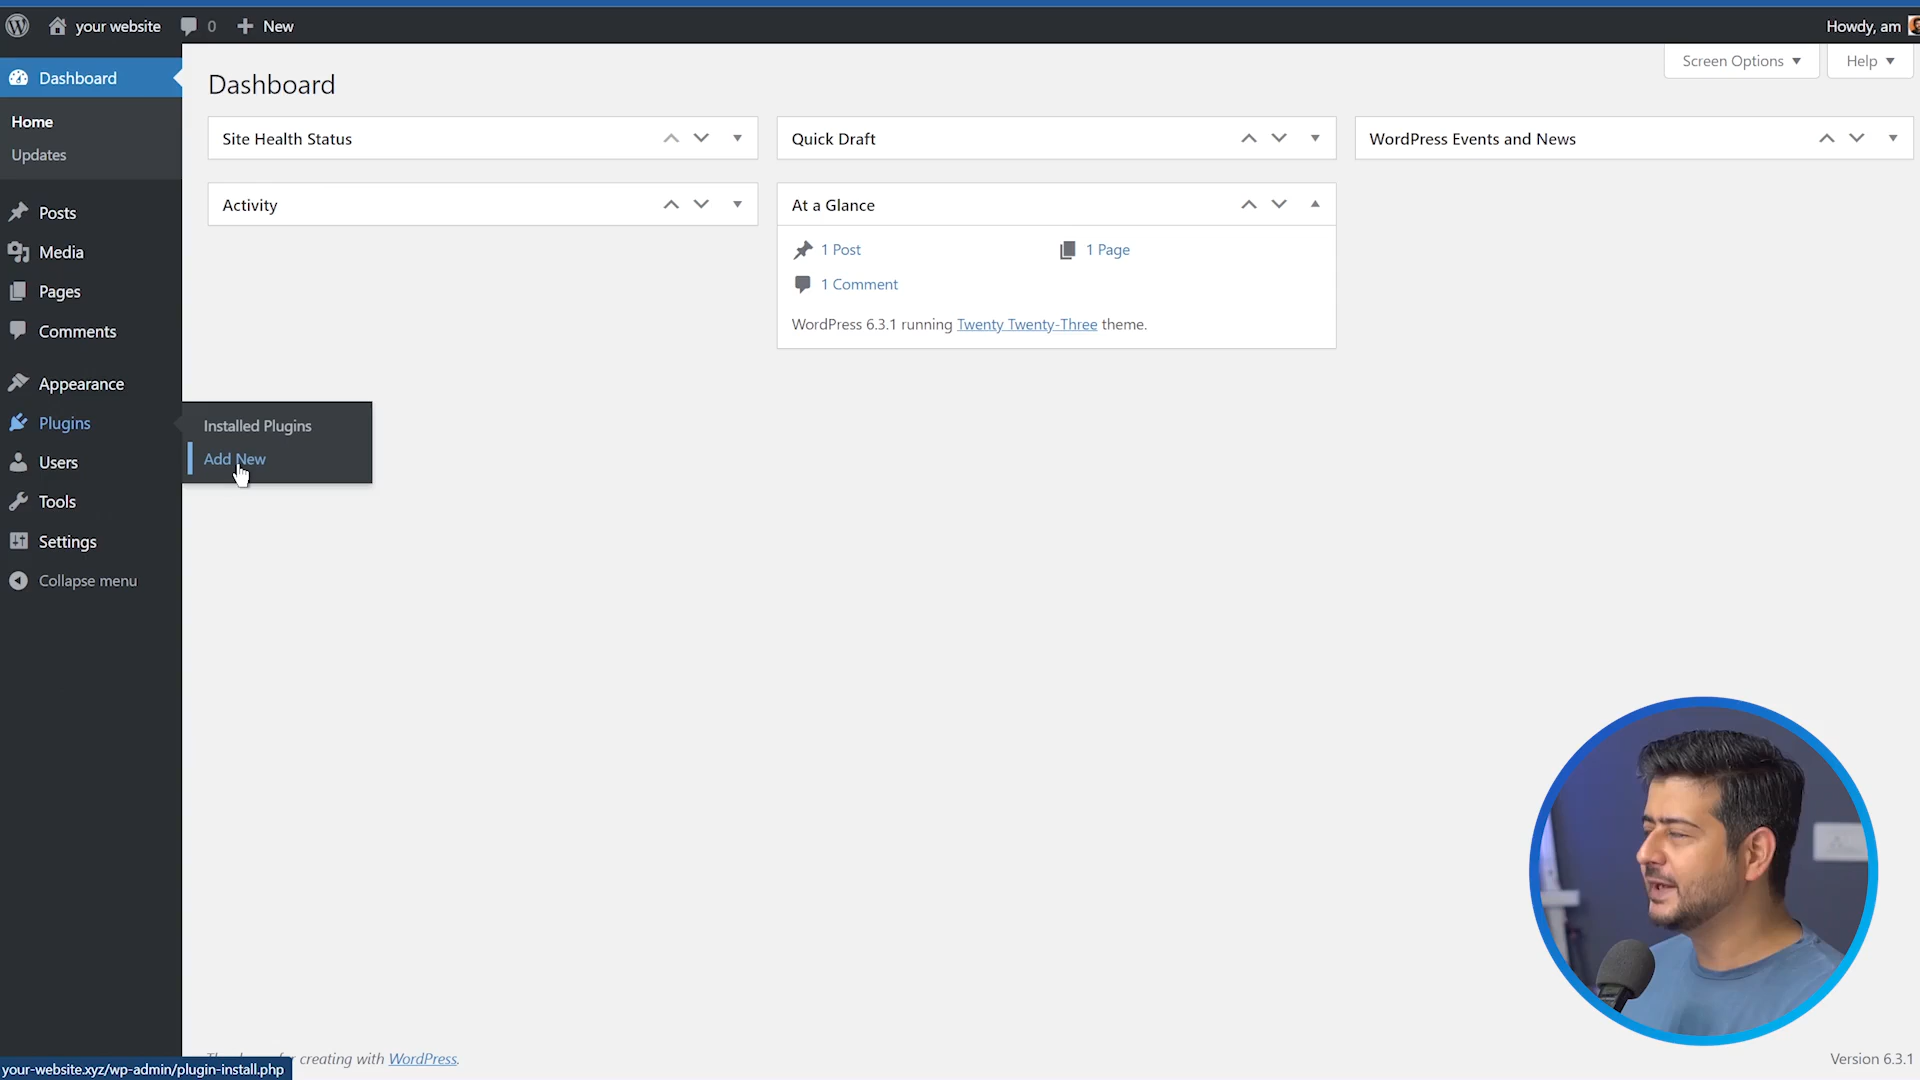 your website 0 New
Howdy, am
Dashboard
Home
Updates
Posts
Media
Pages
Comments
Appearance
Plugins
Users
Tools
Settings
Collapse menu
Installed Plugins
Add New
Screen Options
Help
Dashboard
Site Health Status
Activity
Quick Draft
At a Glance
1 Post
1 Page
1 Comment
WordPress 6.3.1 running Twenty Twenty-Three theme.
WordPress Events and News
creating with WordPress.
Version 6.3.1
your-website.xyz/wp-admin/plugin-install.php